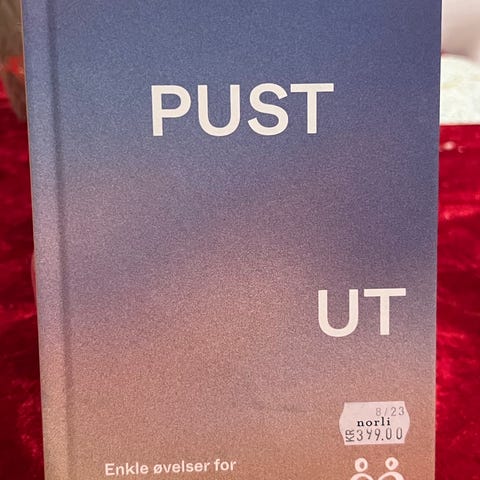 PUST
UT
8/23
norli
KR 399.00
Enkle øvelser for